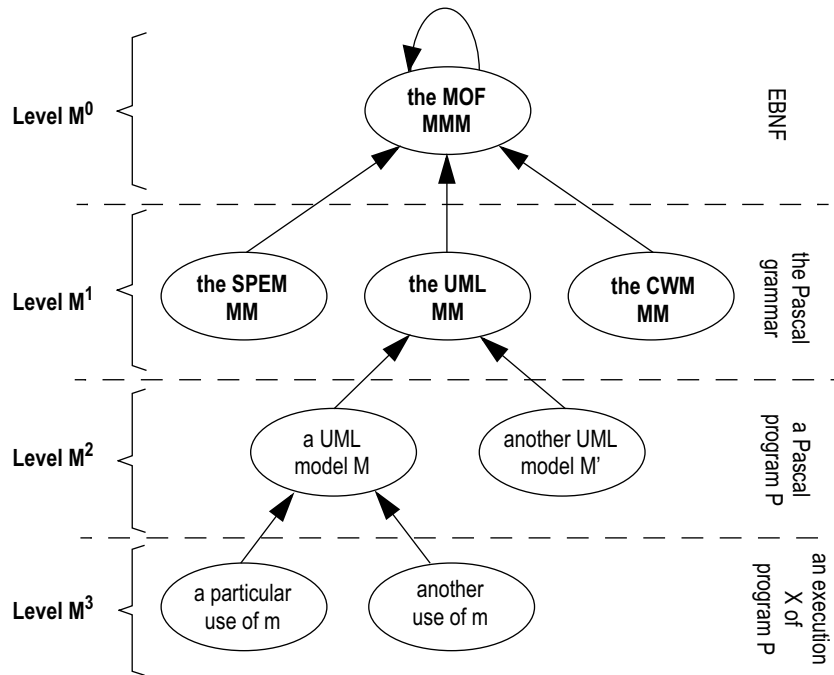 the MOF
MMM
Level M⁰
EBNF
the SPEM
MM
the UML
MM
the CWM
MM
Level M¹
the Pascal
grammar
a UML
model M
another UML
model M'
Level M²
a Pascal
program P
a particular
use of m
another
use of m
Level M³
an execution
X of
program P